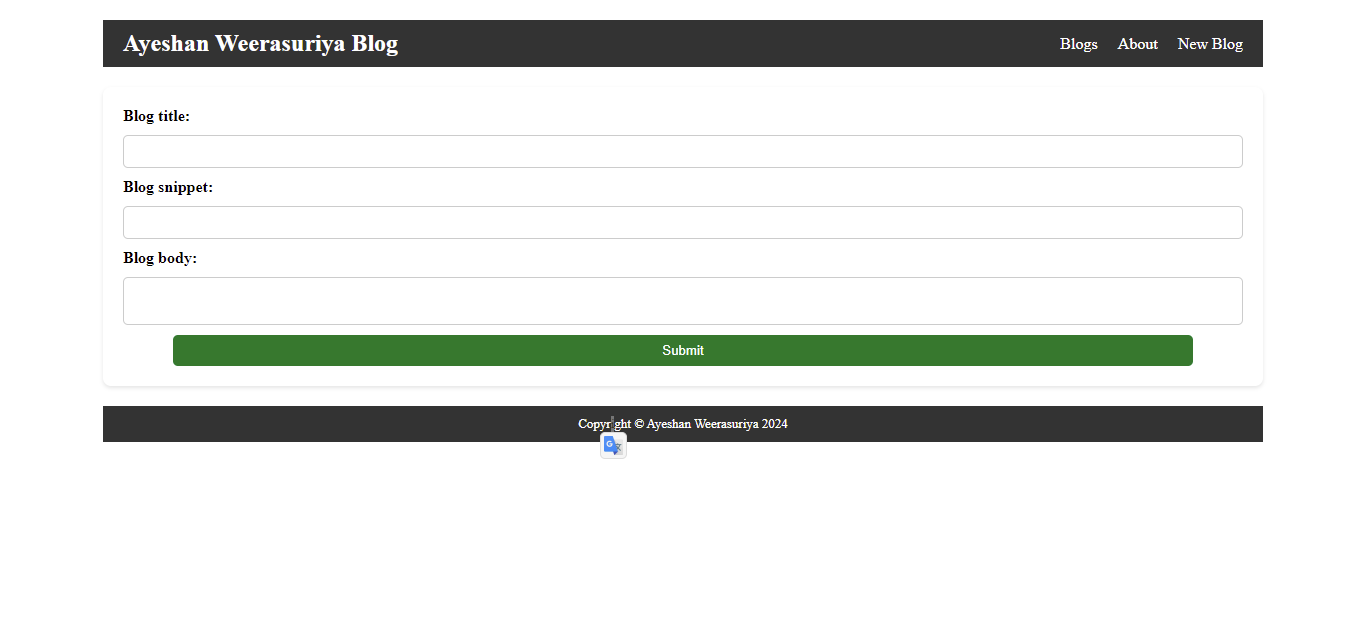 Ayeshan Weerasuriya Blog
Blogs About New Blog
Blog title:
Blog snippet:
Blog body:
Submit
Copyright © Ayeshan Weerasuriya 2024
G